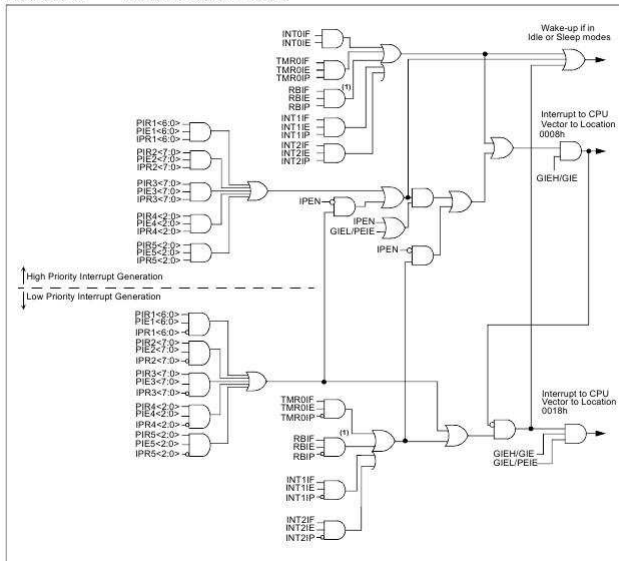 INT0IF
INT0IE
TMR0IF
TMR0IE
TMR0IP
(1)
RBIF
RBIE
RBIP
INT1IF
INT1IE
INT1IP
INT2IF
INT2IE
INT2IP
Wake-up if in
Idle or Sleep modes
Interrupt to CPU
Vector to Location
0008h
GIEH/GIE
PIR1<6:0>
PIE1<6:0>
IPR1<6:0>
PIR2<7:0>
PIE2<7:0>
IPR2<7:0>
PIR3<7:0>
PIE3<7:0>
IPR3<7:0>
PIR4<2:0>
PIE4<2:0>
IPR4<2:0>
PIR5<2:0>
PIE5<2:0>
IPR5<2:0>
IPEN
IPEN
GIEL/PEIE
IPEN
High Priority Interrupt Generation
Low Priority Interrupt Generation
PIR1<6:0>
PIE1<6:0>
IPR1<6:0>
PIR2<7:0>
PIE2<7:0>
IPR2<7:0>
PIR3<7:0>
PIE3<7:0>
IPR3<7:0>
PIR4<2:0>
PIE4<2:0>
IPR4<2:0>
PIR5<2:0>
PIE5<2:0>
IPR5<2:0>
TMR0IF
TMR0IE
TMR0IP
(1)
RBIF
RBIE
RBIP
INT1IF
INT1IE
INT1IP
INT2IF
INT2IE
INT2IP
Interrupt to CPU
Vector to Location
0018h
GIEH/GIE
GIEL/PEIE